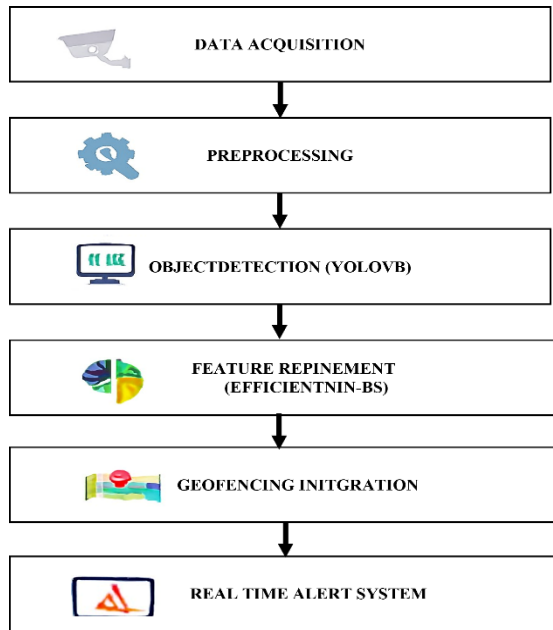 DATA ACQUISITION
PREPROCESSING
OBJECTDETECTION (YOLOVB)
FEATURE REPINEMENT
(EFFICIENTNIN-BS)
GEOFENCING INITGRATION
REAL TIME ALERT SYSTEM